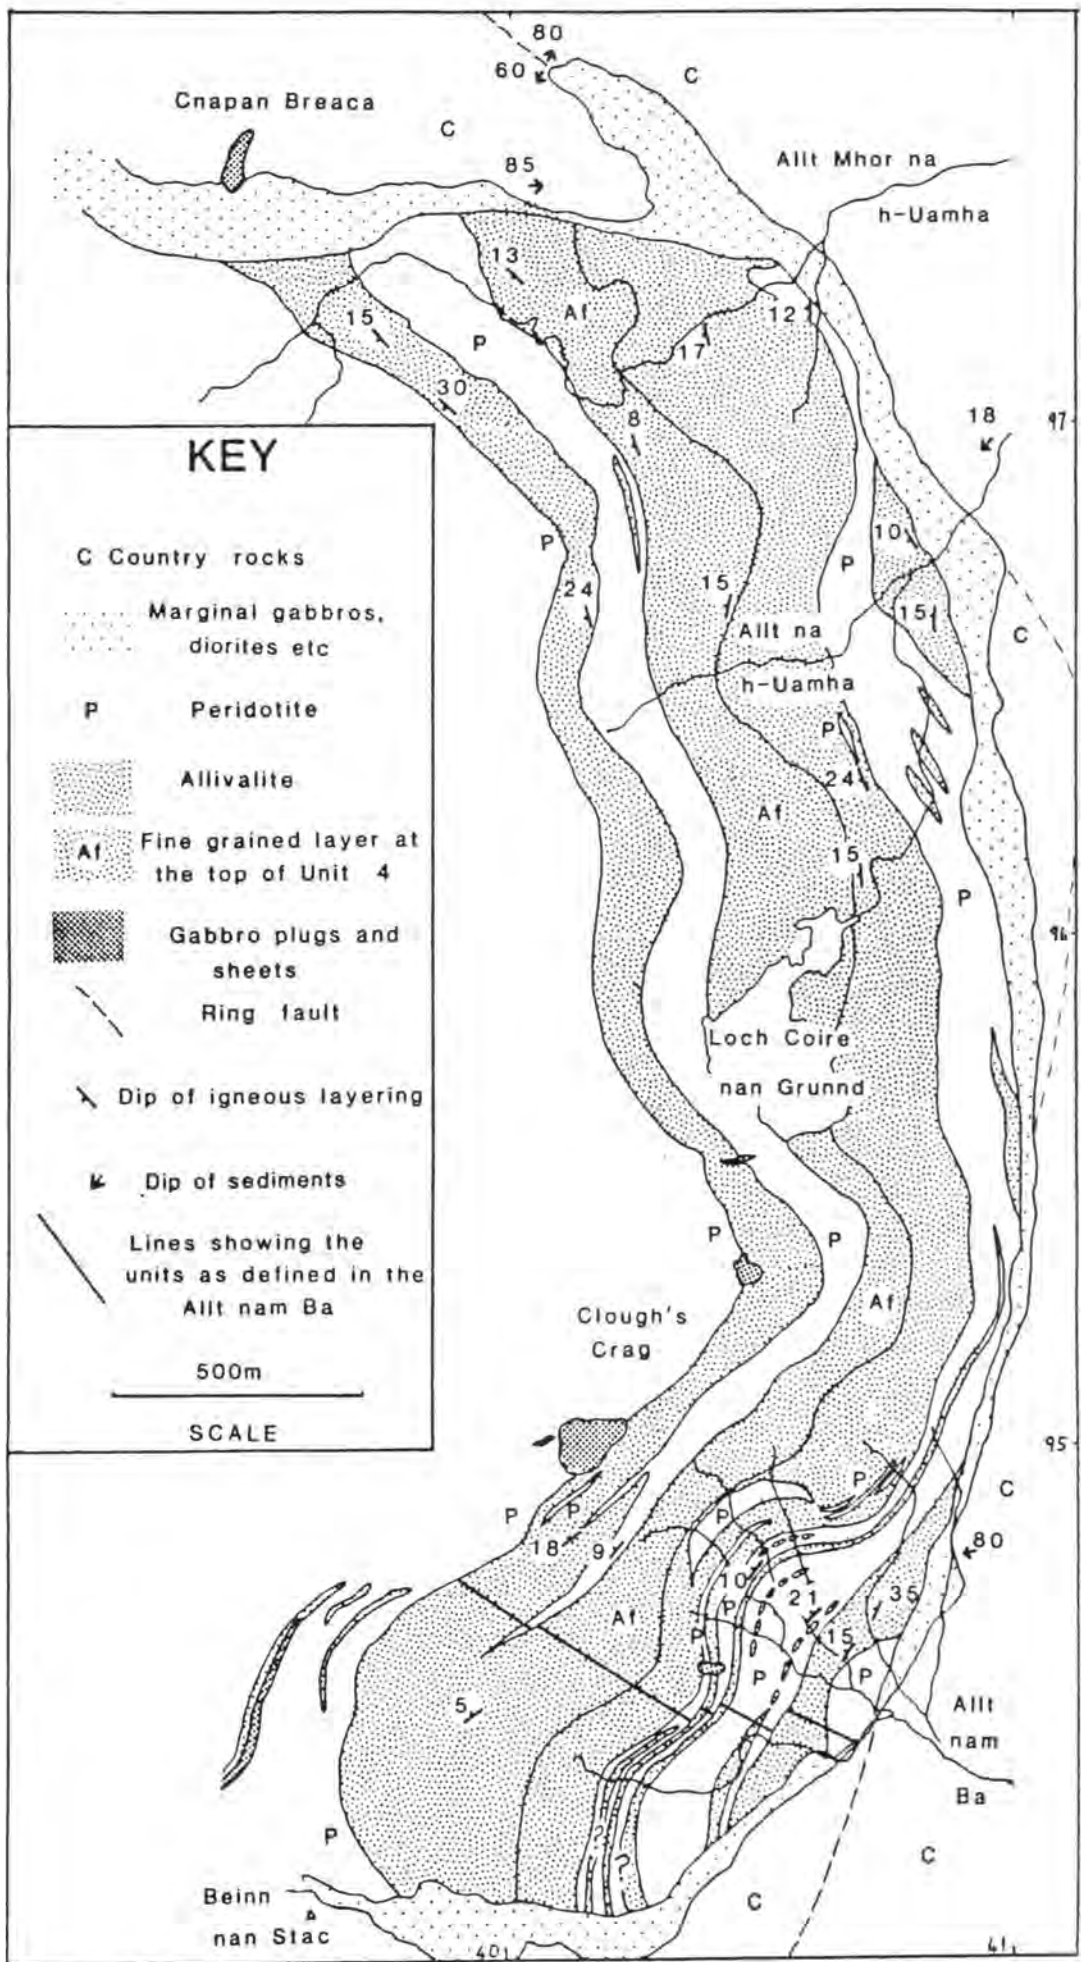 80
60
C
Cnapan Breaca
C
Allt Mhor na
85
h-Uamha
13
Af
12
15
P
17
30
8
97
18
KEY
C Country rocks
P
10
P
24
15
15
C
Marginal gabbros,
diorites etc
Allt na
h-Uamha
P Peridotite
P
24
Allivalite
Af
Af Fine grained layer at
the top of Unit 4
15
P
96
Gabbro plugs and
sheets
Ring fault
Loch Coire
nan Grunnd
Dip of igneous layering
Dip of sediments
P
P
Lines showing the
units as defined in the
Allt nam Ba
Af
Clough's
Crag
500m
SCALE
95
P
C
P
P
P
18
9
80
10
21
35
P
Af
15
P
P
P
5
Allt
nam
Ba
P
?
?
C
Beinn
nan Stac
C
40
41